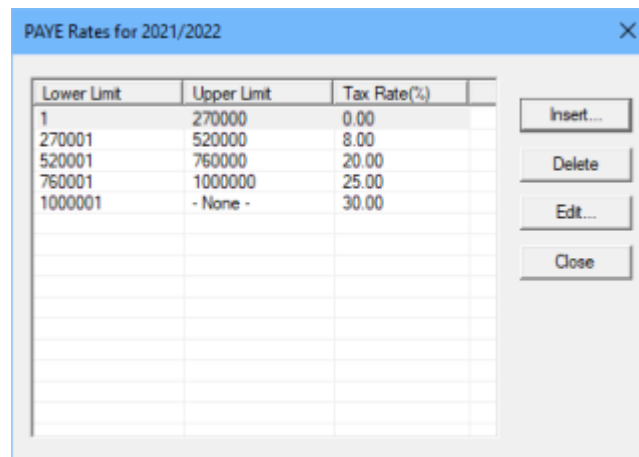 PAYE Rates for 2021/2022
Lower Limit Upper Limit Tax Rate(%)
1 270000 0.00
270001 520000 8.00
520001 760000 20.00
760001 1000000 25.00
1000001 - None - 30.00
Insert...
Delete
Edit...
Close